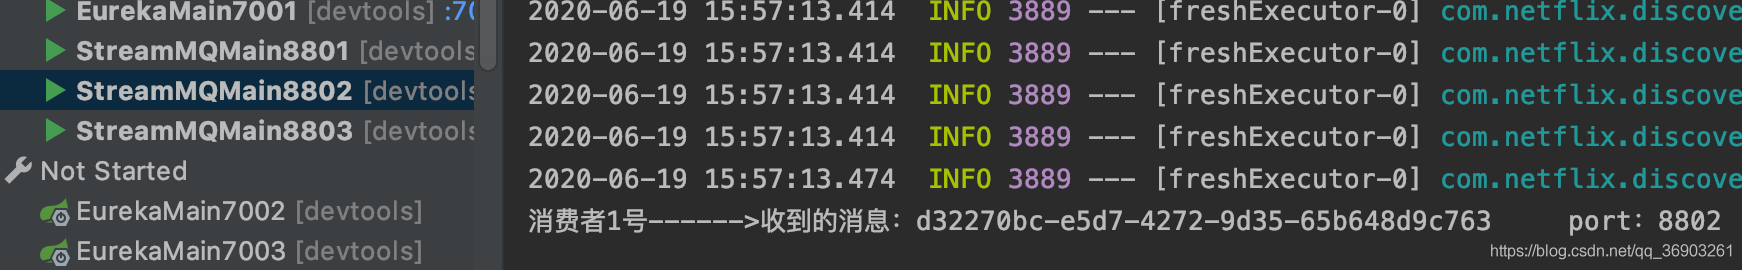 EurekaMain7001 [devtools] :70
StreamMQMain8801 [devtools
StreamMQMain8802 [devtools
StreamMQMain8803 [devtools
Not Started
EurekaMain7002 [devtools]
EurekaMain7003 [devtools]
2020-06-19 15:57:13.414 INFO 3889 --- [freshExecutor-0] com.netflix.discove
2020-06-19 15:57:13.414 INFO 3889 --- [freshExecutor-0] com.netflix.discove
2020-06-19 15:57:13.414 INFO 3889 --- [freshExecutor-0] com.netflix.discove
2020-06-19 15:57:13.414 INFO 3889 --- [freshExecutor-0] com.netflix.discove
2020-06-19 15:57:13.474 INFO 3889 --- [freshExecutor-0] com.netflix.discove
消费者1号------>收到的消息: d32270bc-e5d7-4272-9d35-65b648d9c763 port: 8802
https://blog.csdn.net/qq_36903261